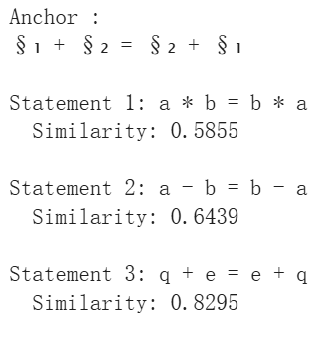 Anchor :
§₁ + §₂ = §₂ + §₁
Statement 1: a * b = b * a
Similarity: 0.5855
Statement 2: a - b = b - a
Similarity: 0.6439
Statement 3: q + e = e + q
Similarity: 0.8295